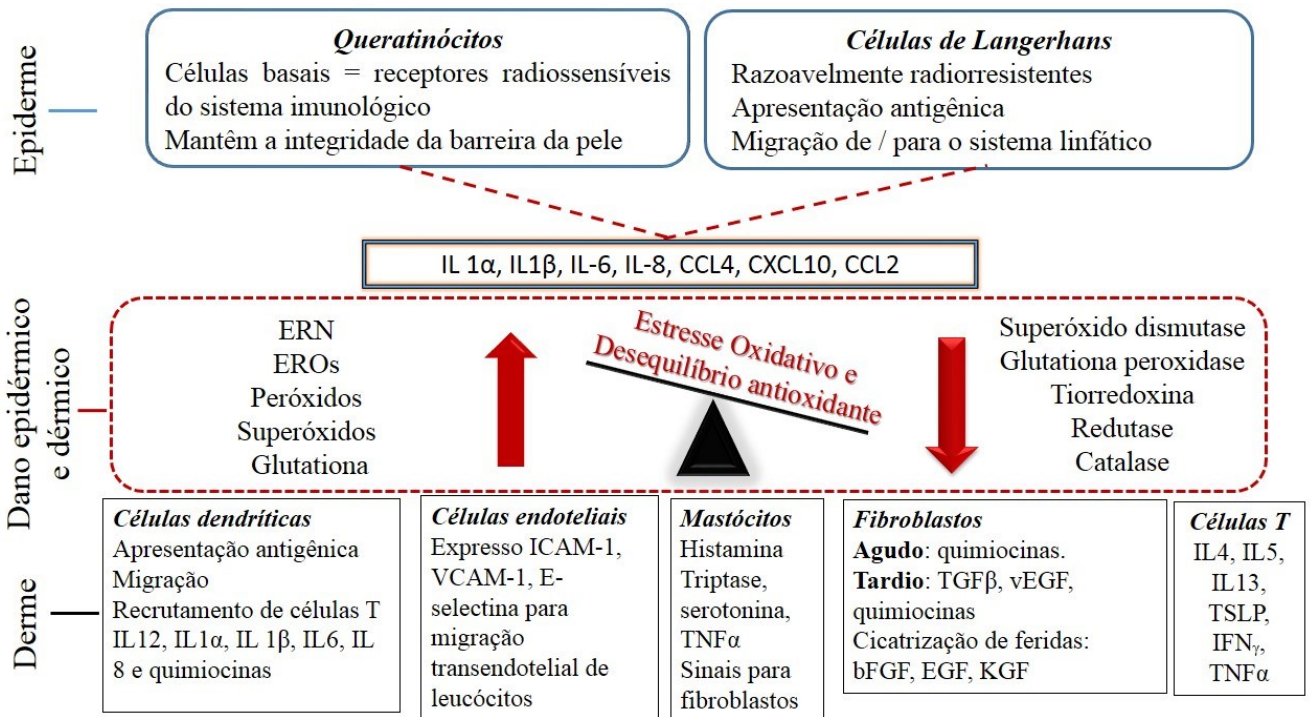 Epiderme
Queratinócitos
Células basais = receptores radiossensíveis
do sistema imunológico
Mantêm a integridade da barreira da pele
Células de Langerhans
Razoavelmente radiorresistentes
Apresentação antigênica
Migração de / para o sistema linfático
IL 1α, IL1β, IL-6, IL-8, CCL4, CXCL10, CCL2
Dano epidérmico
e dérmico
ERN
EROs
Peróxidos
Superóxidos
Glutationa
Estresse Oxidativo e
Desequilíbrio antioxidante
Superóxido dismutase
Glutationa peroxidase
Tiorredoxina
Redutase
Catalase
Derme
Células dendríticas
Apresentação antigênica
Migração
Recrutamento de células T
IL12, IL1α, IL 1β, IL6, IL
8 e quimiocinas
Células endoteliais
Expresso ICAM-1,
VCAM-1, E-
selectina para
migração
transendotelial de
leucócitos
Mastócitos
Histamina
Triptase,
serotonina,
TNFα
Sinais para
fibroblastos
Fibroblastos
Agudo: quimiocinas.
Tardio: TGFβ, vEGF,
quimiocinas
Cicatrização de feridas:
bFGF, EGF, KGF
Células T
IL4, IL5,
IL13,
TSLP,
IFNγ,
TNFα